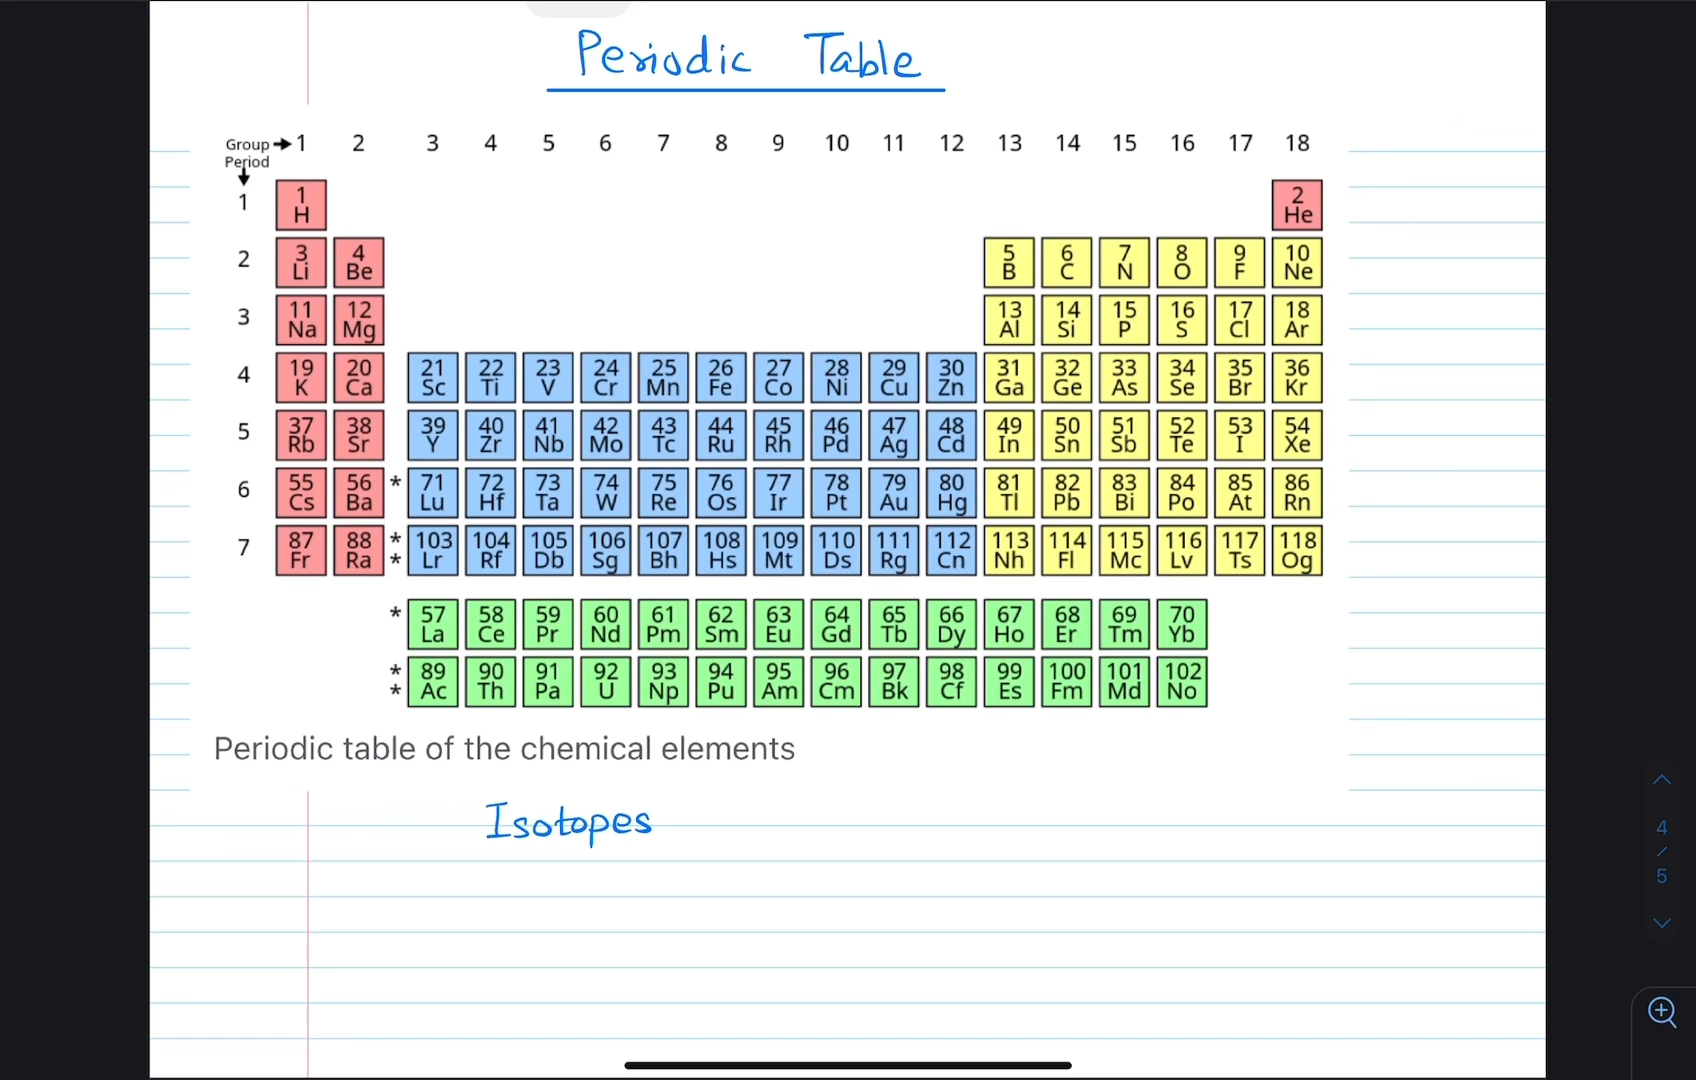 Periodic Table
Group → 1 2 3 4 5 6 7 8 9 10 11 12 13 14 15 16 17 18
Period
↓
1 1 H 2 He
2 3 Li 4 Be 5 B 6 C 7 N 8 O 9 F 10 Ne
3 11 Na 12 Mg 13 Al 14 Si 15 P 16 S 17 Cl 18 Ar
4 19 K 20 Ca 21 Sc 22 Ti 23 V 24 Cr 25 Mn 26 Fe 27 Co 28 Ni 29 Cu 30 Zn 31 Ga 32 Ge 33 As 34 Se 35 Br 36 Kr
5 37 Rb 38 Sr 39 Y 40 Zr 41 Nb 42 Mo 43 Tc 44 Ru 45 Rh 46 Pd 47 Ag 48 Cd 49 In 50 Sn 51 Sb 52 Te 53 I 54 Xe
6 55 Cs 56 Ba * 71 Lu 72 Hf 73 Ta 74 W 75 Re 76 Os 77 Ir 78 Pt 79 Au 80 Hg 81 Tl 82 Pb 83 Bi 84 Po 85 At 86 Rn
7 87 Fr 88 Ra * * 103 Lr 104 Rf 105 Db 106 Sg 107 Bh 108 Hs 109 Mt 110 Ds 111 Rg 112 Cn 113 Nh 114 Fl 115 Mc 116 Lv 117 Ts 118 Og
* 57 La 58 Ce 59 Pr 60 Nd 61 Pm 62 Sm 63 Eu 64 Gd 65 Tb 66 Dy 67 Ho 68 Er 69 Tm 70 Yb
* * 89 Ac 90 Th 91 Pa 92 U 93 Np 94 Pu 95 Am 96 Cm 97 Bk 98 Cf 99 Es 100 Fm 101 Md 102 No
Periodic table of the chemical elements
Isotopes
4
/
5